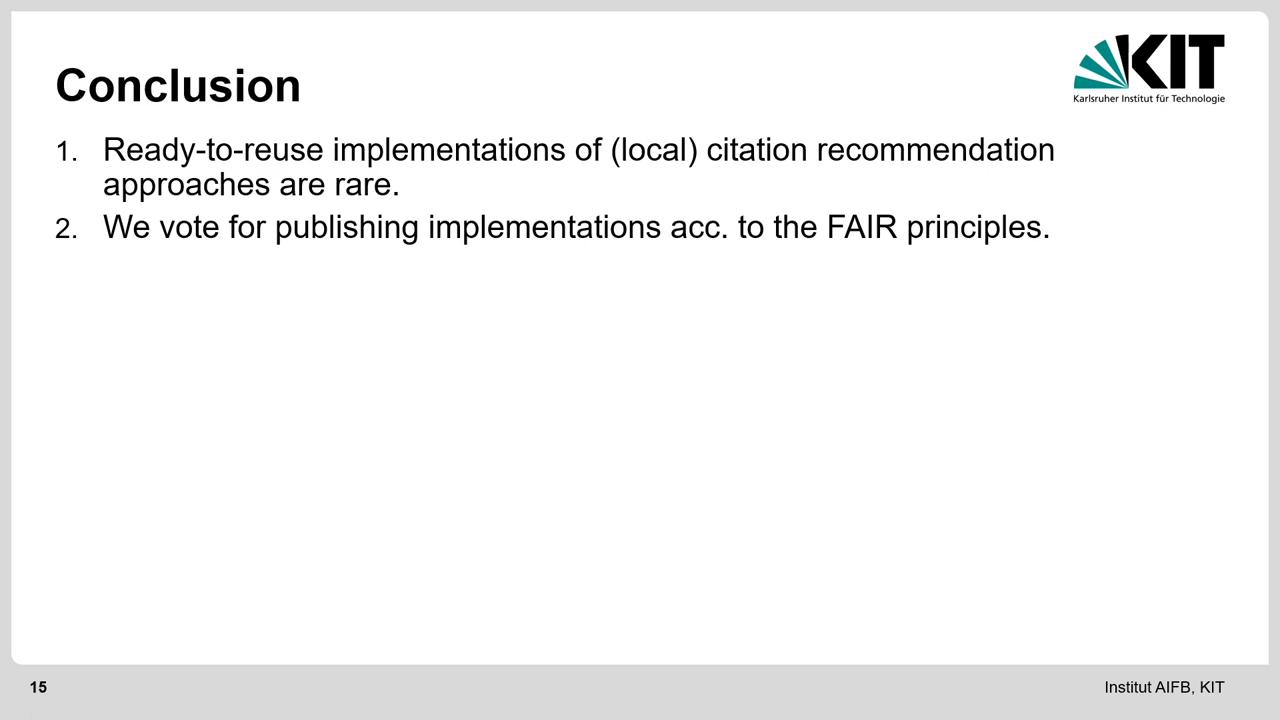 KIT
Karlsruher Institut für Technologie
Conclusion
1. Ready-to-reuse implementations of (local) citation recommendation
approaches are rare.
2. We vote for publishing implementations acc. to the FAIR principles.
15
Institut AIFB, KIT